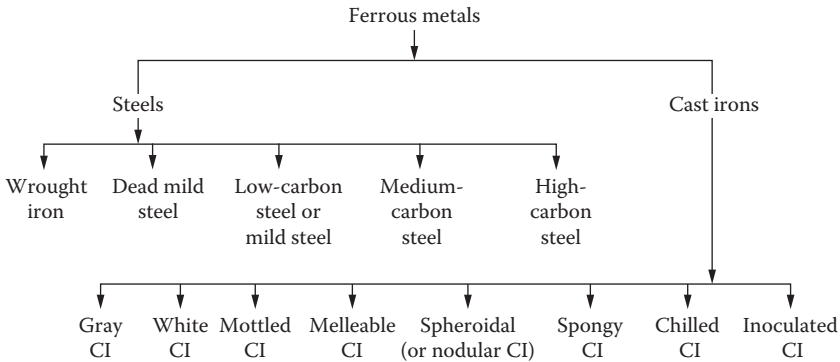 Ferrous metals
Steels
Cast irons
Wrought iron
Dead mild steel
Low-carbon steel or mild steel
Medium-carbon steel
High-carbon steel
Gray CI
White CI
Mottled CI
Melleable CI
Spheroidal (or nodular CI)
Spongy CI
Chilled CI
Inoculated CI